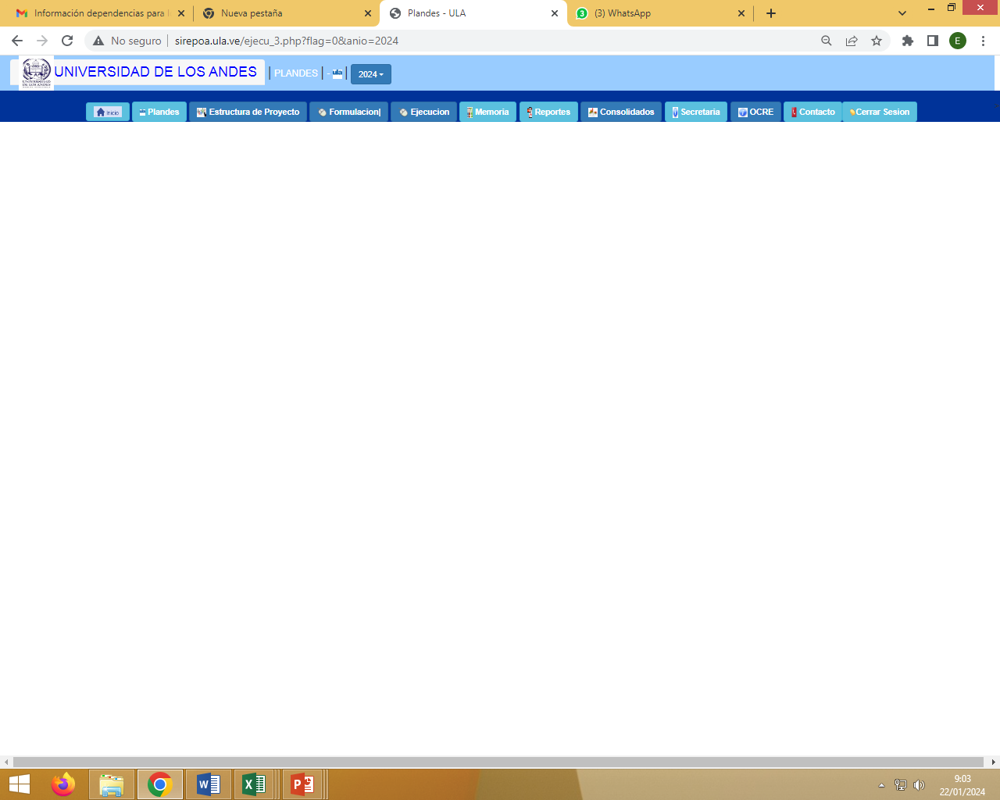 Información dependencias para l
Nueva pestaña
Plandes - ULA
(3) WhatsApp
No seguro | sirepoa.ula.ve/ejecu_3.php?flag=0&anio=2024
E
UNIVERSIDAD DE LOS ANDES | PLANDES | - | 2024
Inicio Plandes Estructura de Proyecto Formulacion| Ejecucion Memoria Reportes Consolidados Secretaria OCRE Contacto Cerrar Sesion
9:03
22/01/2024